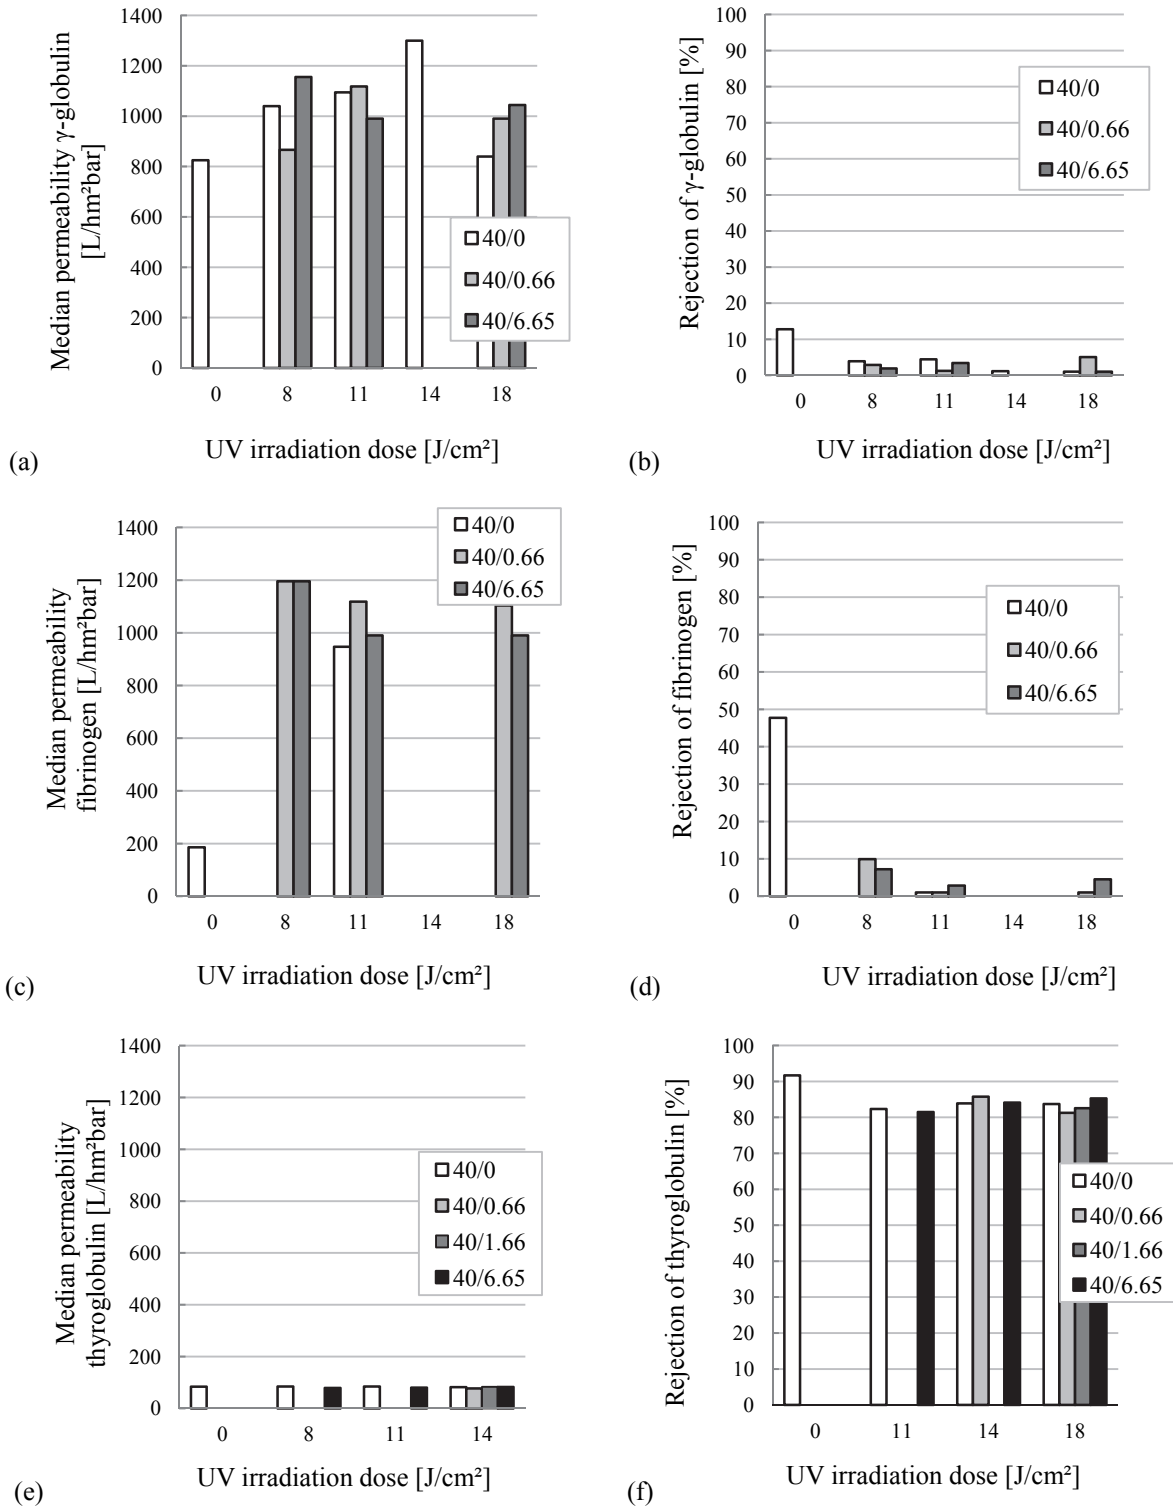 1400
1200
1000
800
600
400
200
0
Median permeability γ-globulin
[L/hm²bar]
40/0
40/0.66
40/6.65
0 8 11 14 18
UV irradiation dose [J/cm²]
(a)
100
90
80
70
60
50
40
30
20
10
0
Rejection of γ-globulin [%]
40/0
40/0.66
40/6.65
0 8 11 14 18
UV irradiation dose [J/cm²]
(b)
1400
1200
1000
800
600
400
200
0
Median permeability
fibrinogen [L/hm²bar]
40/0
40/0.66
40/6.65
0 8 11 14 18
UV irradiation dose [J/cm²]
(c)
100
90
80
70
60
50
40
30
20
10
0
Rejection of fibrinogen [%]
40/0
40/0.66
40/6.65
0 8 11 14 18
UV irradiation dose [J/cm²]
(d)
1400
1200
1000
800
600
400
200
0
Median permeability
thyroglobulin [L/hm²bar]
40/0
40/0.66
40/1.66
40/6.65
0 8 11 14
UV irradiation dose [J/cm²]
(e)
100
90
80
70
60
50
40
30
20
10
0
Rejection of thyroglobulin [%]
40/0
40/0.66
40/1.66
40/6.65
0 11 14 18
UV irradiation dose [J/cm²]
(f)